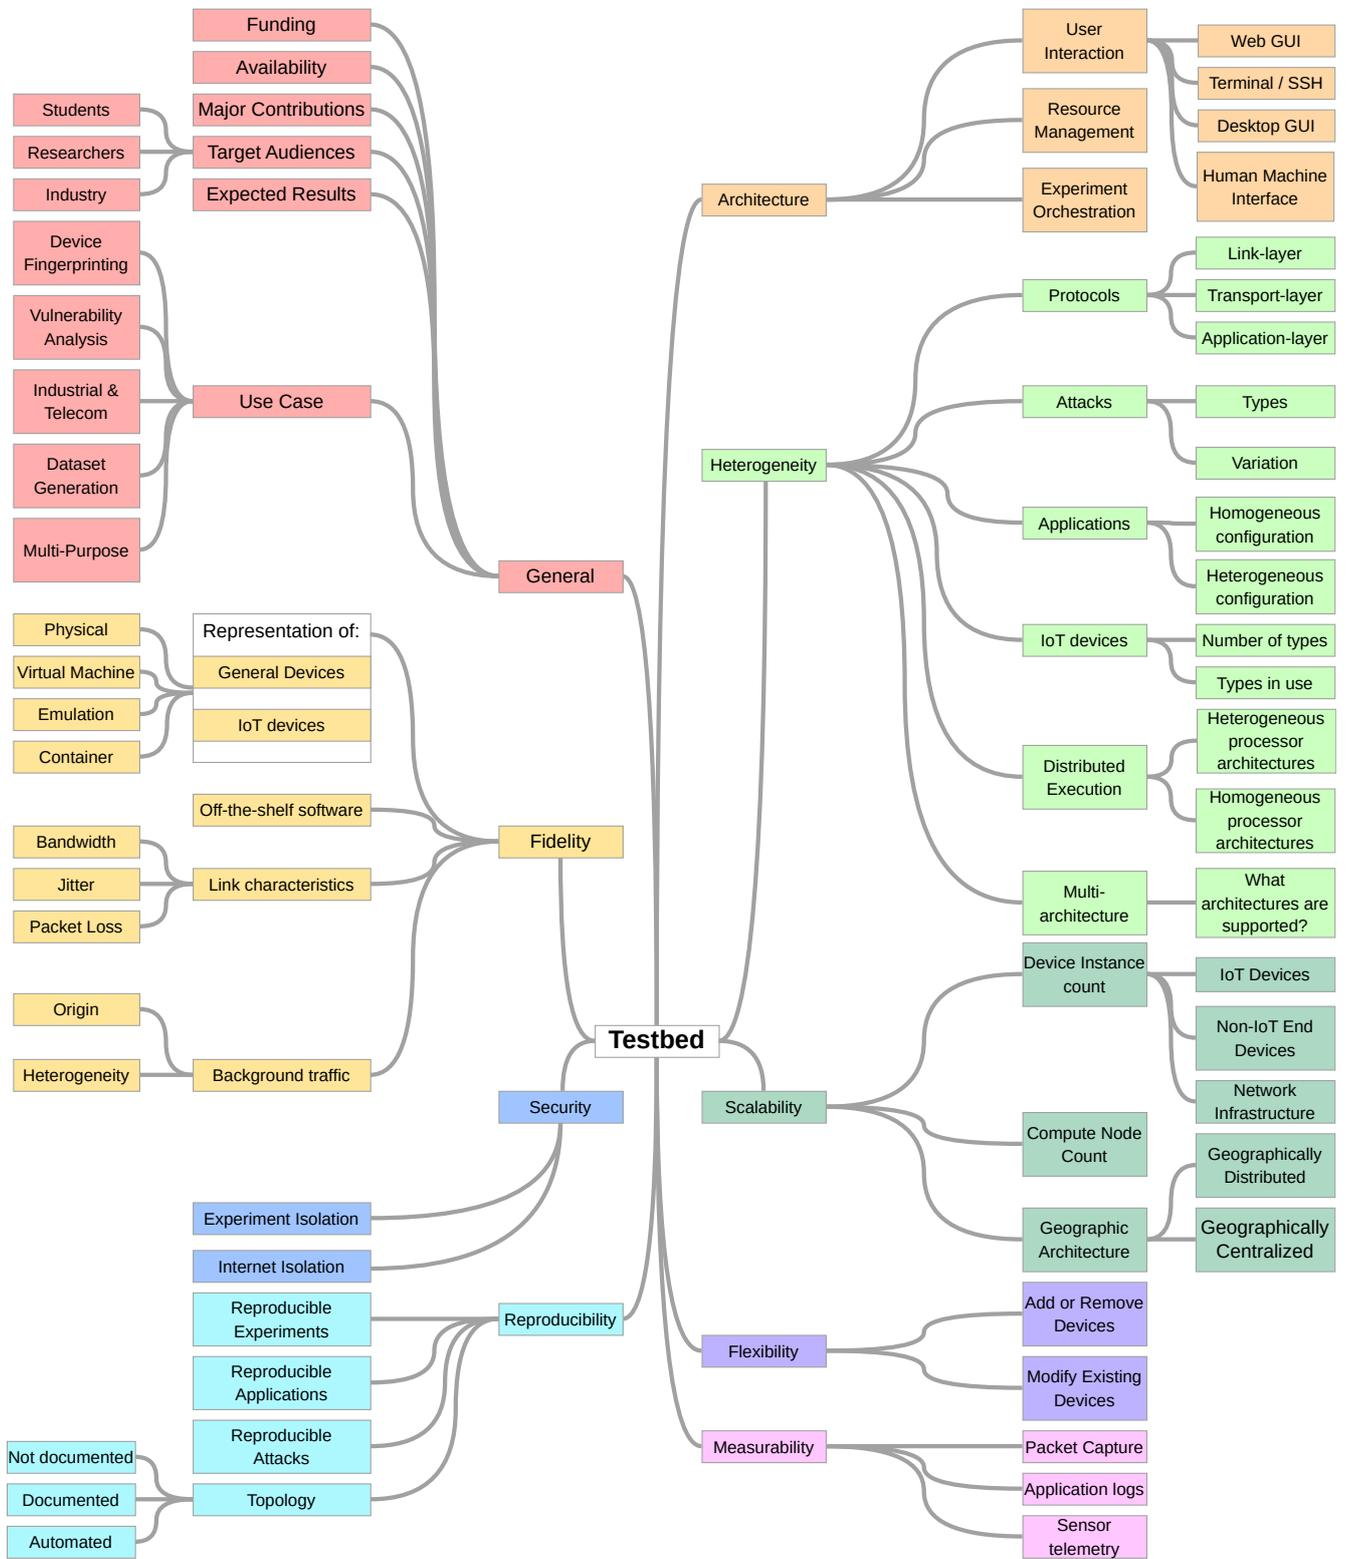 Funding
Availability
Major Contributions
Target Audiences
Expected Results
Students
Researchers
Industry
Device
Fingerprinting
Vulnerability
Analysis
Industrial &
Telecom
Dataset
Generation
Multi-Purpose
Use Case
General
Physical
Virtual Machine
Emulation
Container
Representation of:
General Devices
IoT devices
Off-the-shelf software
Fidelity
Bandwidth
Jitter
Packet Loss
Link characteristics
Origin
Heterogeneity
Background traffic
Testbed
Security
Experiment Isolation
Internet Isolation
Reproducible
Experiments
Reproducibility
Reproducible
Applications
Reproducible
Attacks
Not documented
Documented
Automated
Topology
Architecture
User
Interaction
Resource
Management
Experiment
Orchestration
Web GUI
Terminal / SSH
Desktop GUI
Human Machine
Interface
Heterogeneity
Protocols
Link-layer
Transport-layer
Application-layer
Attacks
Types
Variation
Applications
Homogeneous
configuration
Heterogeneous
configuration
IoT devices
Number of types
Types in use
Distributed
Execution
Heterogeneous
processor
architectures
Homogeneous
processor
architectures
Multi-
architecture
What
architectures are
supported?
Scalability
Device Instance
count
IoT Devices
Non-IoT End
Devices
Network
Infrastructure
Compute Node
Count
Geographic
Architecture
Geographically
Distributed
Geographically
Centralized
Flexibility
Add or Remove
Devices
Modify Existing
Devices
Measurability
Packet Capture
Application logs
Sensor
telemetry